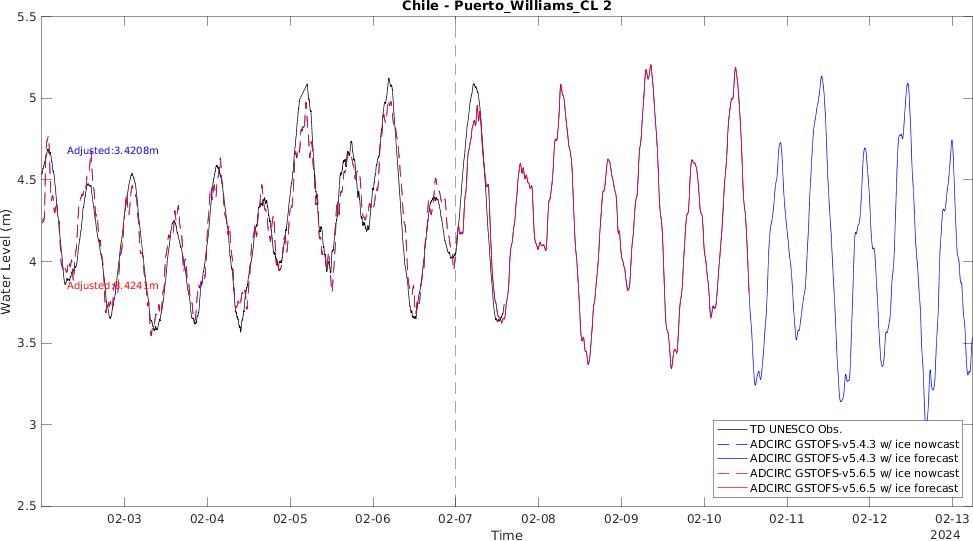 Chile - Puerto_Williams_CL 2
5.5
5
4.5
4
3.5
3
2.5
Water Level (m)
Adjusted:3.4208m
Adjusted:3.4241m
TD UNESCO Obs.
ADCIRC GSTOFS-v5.4.3 w/ ice nowcast
ADCIRC GSTOFS-v5.4.3 w/ ice forecast
ADCIRC GSTOFS-v5.6.5 w/ ice nowcast
ADCIRC GSTOFS-v5.6.5 w/ ice forecast
02-03 02-04 02-05 02-06 02-07 02-08 02-09 02-10 02-11 02-12 02-13
Time
2024